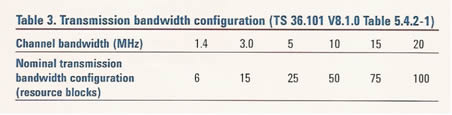 Table 3. Transmission bandwidth configuration (TS 36.101 V8.1.0 Table 5.4.2-1)
Channel bandwidth (MHz) 1.4 3.0 5 10 15 20
Nominal transmission
bandwidth configuration 6 15 25 50 75 100
(resource blocks)